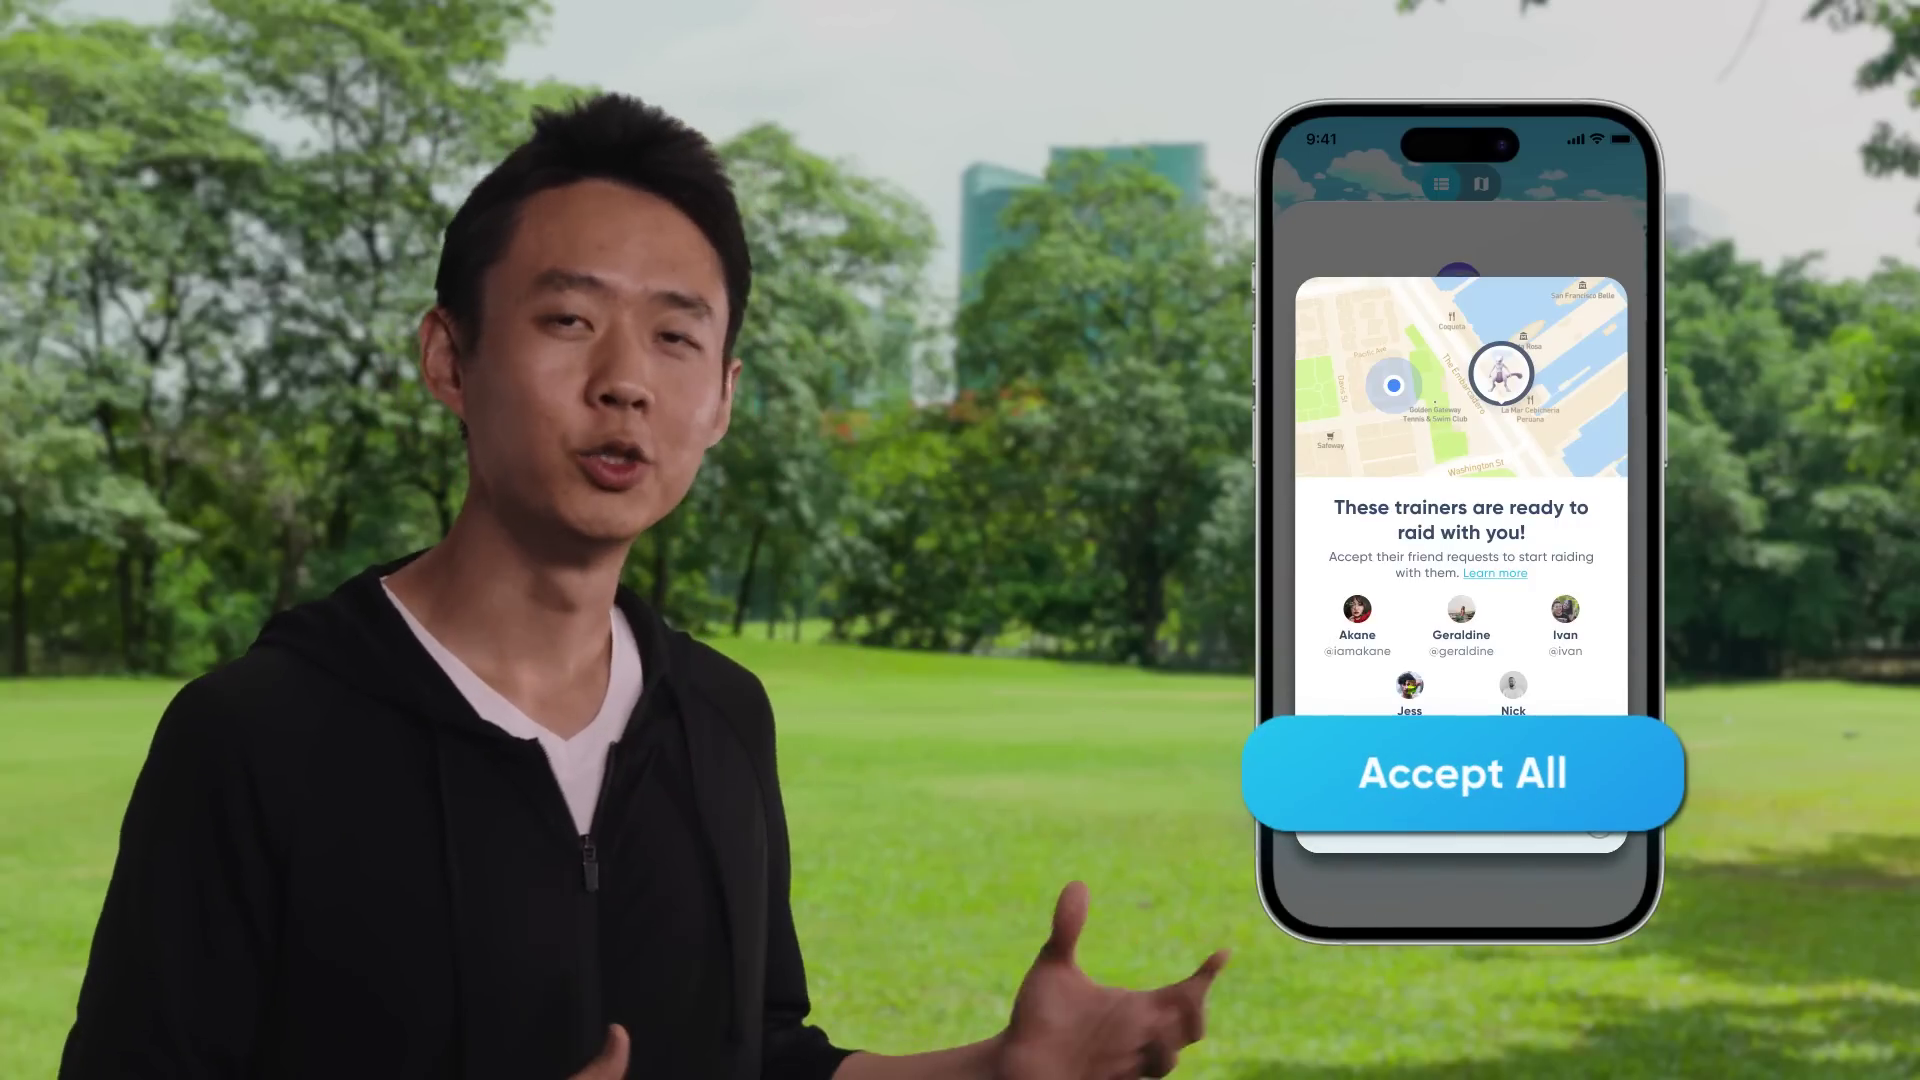 9:41
San Francisco Belle
Coqueta
Rosa
Pacific Ave
The Embarcadero
Davis St
Golden Gateway
Tennis & Swim Club
La Mar Cebicheria
Peruana
Safeway
Washington St
These trainers are ready to
raid with you!
Accept their friend requests to start raiding
with them. Learn more
Akane Geraldine Ivan
@iamakane @geraldine @ivan
Jess Nick
Accept All